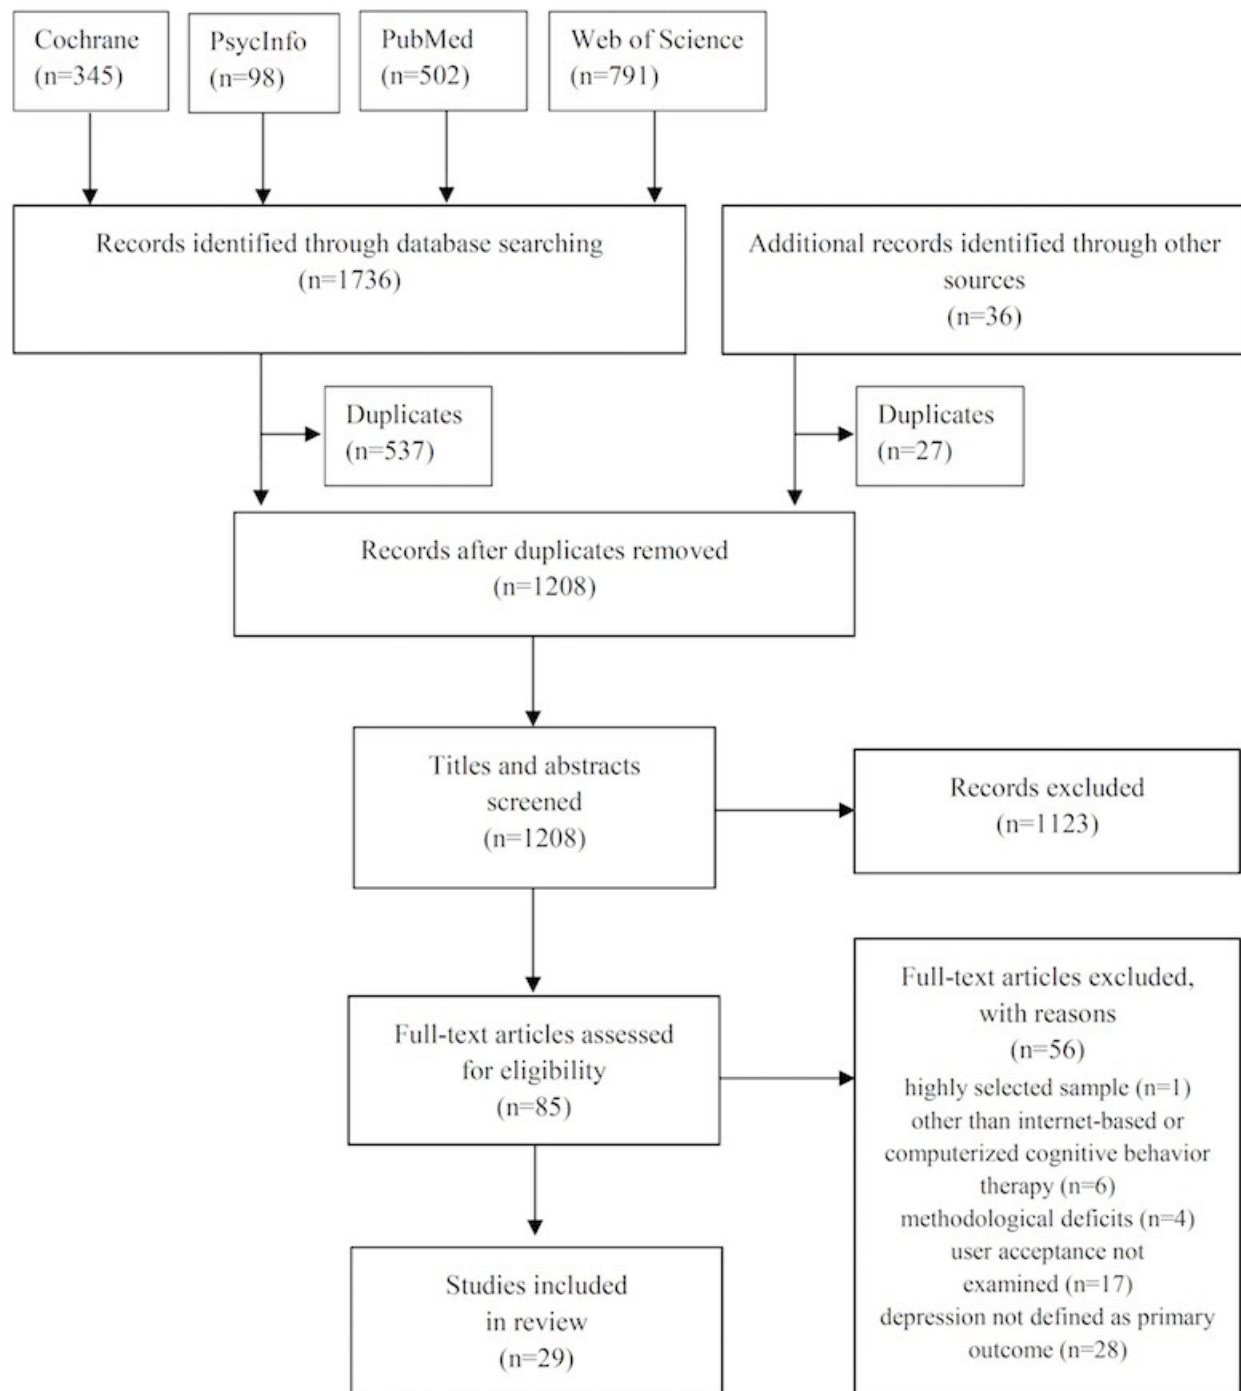 Cochrane
(n=345)
PsycInfo
(n=98)
PubMed
(n=502)
Web of Science
(n=791)
Records identified through database searching
(n=1736)
Additional records identified through other
sources
(n=36)
Duplicates
(n=537)
Duplicates
(n=27)
Records after duplicates removed
(n=1208)
Titles and abstracts
screened
(n=1208)
Records excluded
(n=1123)
Full-text articles assessed
for eligibility
(n=85)
Full-text articles excluded,
with reasons
(n=56)
highly selected sample (n=1)
other than internet-based or
computerized cognitive behavior
therapy (n=6)
methodological deficits (n=4)
user acceptance not
examined (n=17)
depression not defined as primary
outcome (n=28)
Studies included
in review
(n=29)